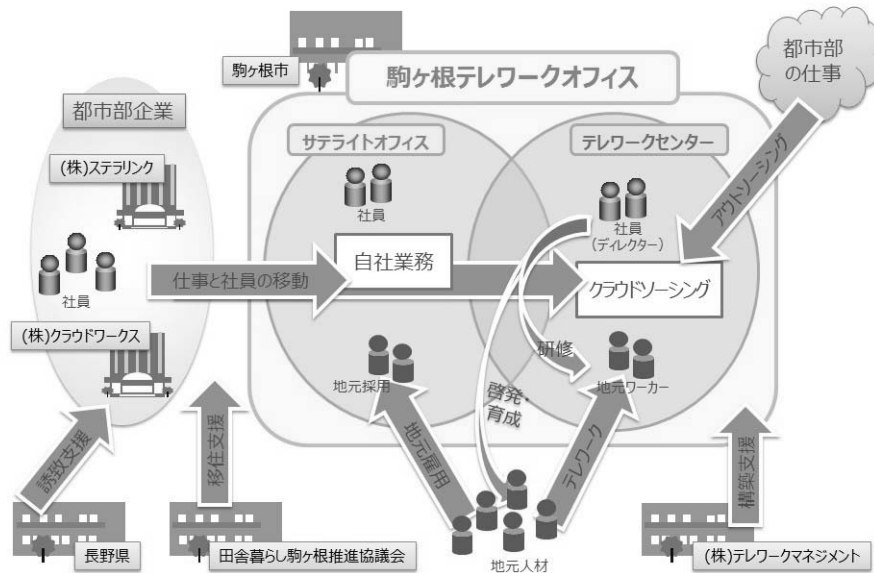 駒ヶ根市
駒ヶ根テレワークオフィス
都市部
の仕事
都市部企業
サテライトオフィス
テレワークセンター
(株)ステラリンク
社員
社員
(ディレクター)
アウトソーシング
社員
仕事と社員の移動
自社業務
クラウドソーシング
(株)クラウドワークス
研修
地元採用
地元ワーカー
啓発・
育成
誘致支援
移住支援
地元雇用
テレワーク
構築支援
長野県
田舎暮らし駒ヶ根推進協議会
地元人材
(株)テレワークマネジメント